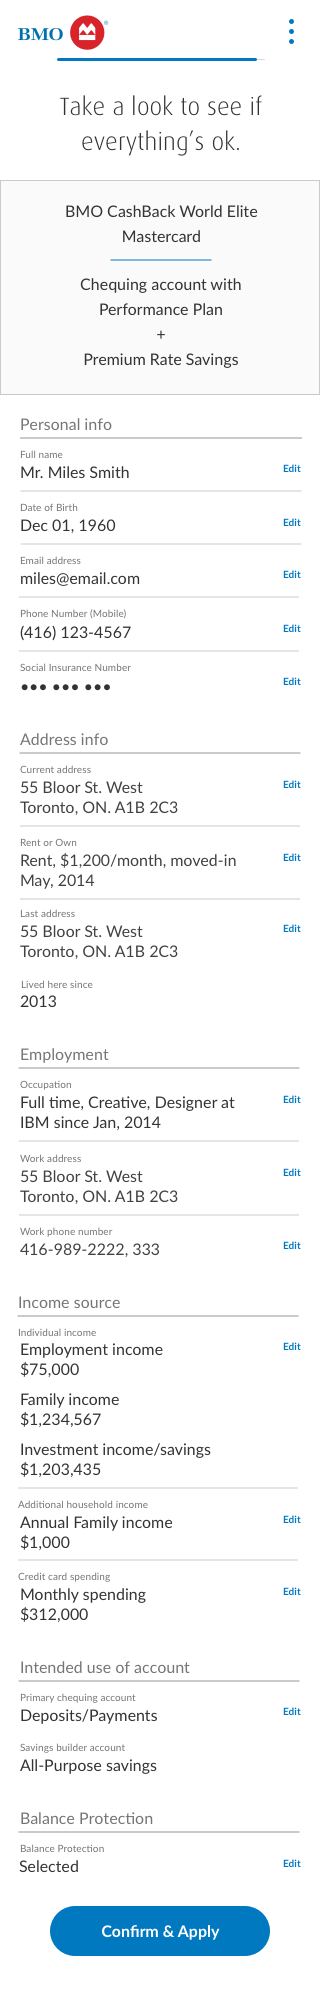 BMO
Take a look to see if
everything's ok.
BMO CashBack World Elite
Mastercard
Chequing account with
Performance Plan
+
Premium Rate Savings
Personal info
Full name
Mr. Miles Smith
Edit
Date of Birth
Dec 01, 1960
Edit
Email address
miles@email.com
Edit
Phone Number (Mobile)
(416) 123-4567
Edit
Social Insurance Number
••• ••• •••
Edit
Address info
Current address
55 Bloor St. West
Toronto, ON. A1B 2C3
Edit
Rent or Own
Rent, $1,200/month, moved-in
May, 2014
Edit
Last address
55 Bloor St. West
Toronto, ON. A1B 2C3
Edit
Lived here since
2013
Employment
Occupation
Full time, Creative, Designer at
IBM since Jan, 2014
Edit
Work address
55 Bloor St. West
Toronto, ON. A1B 2C3
Edit
Work phone number
416-989-2222, 333
Edit
Income source
Individual income
Employment income
$75,000
Edit
Family income
$1,234,567
Investment income/savings
$1,203,435
Additional household income
Annual Family income
$1,000
Edit
Credit card spending
Monthly spending
$312,000
Edit
Intended use of account
Primary chequing account
Deposits/Payments
Edit
Savings builder account
All-Purpose savings
Balance Protection
Balance Protection
Selected
Edit
Confirm & Apply